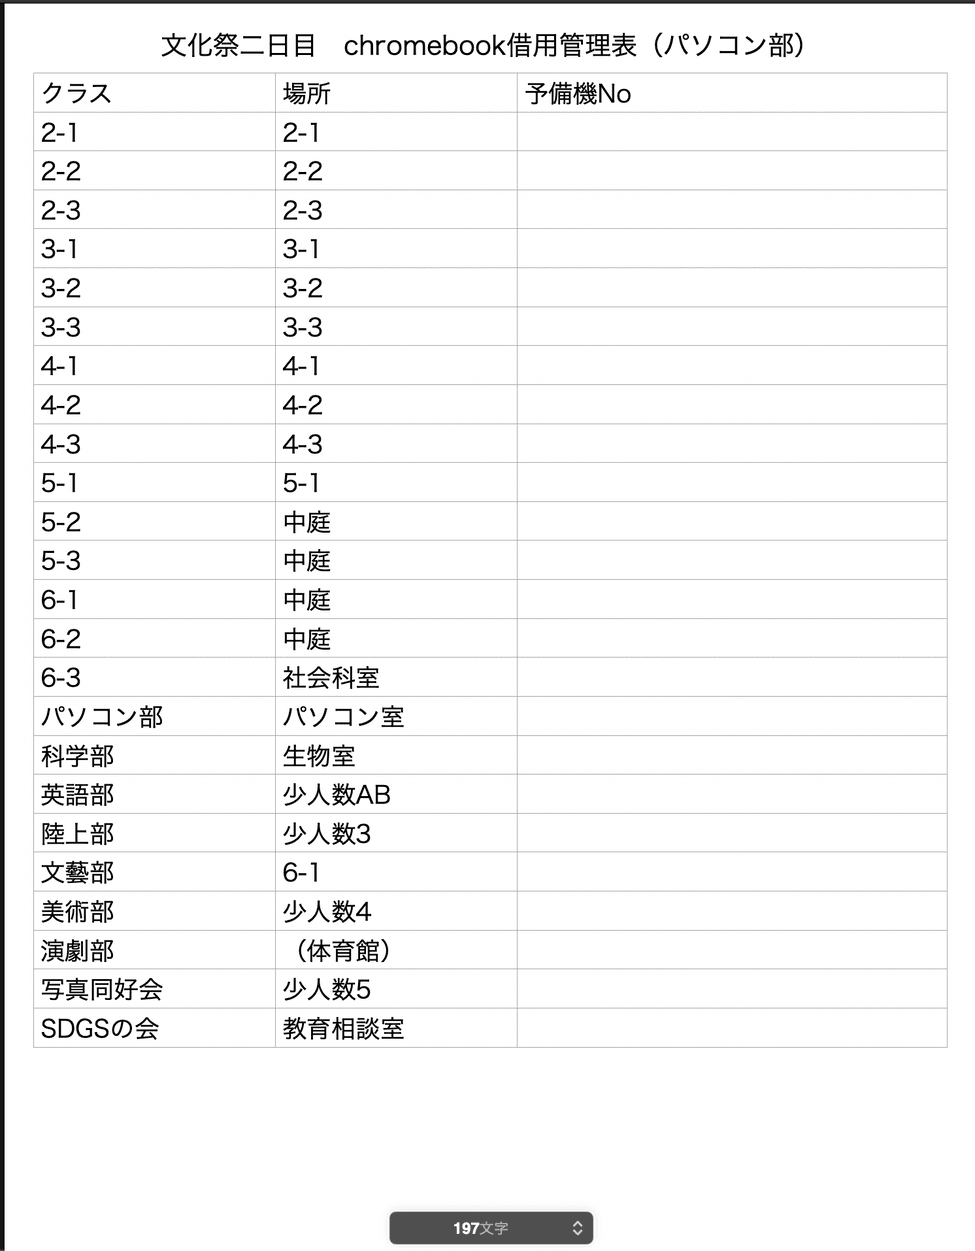 文化祭二日目　chromebook借用管理表（パソコン部）
クラス 場所 予備機No
2-1 2-1
2-2 2-2
2-3 2-3
3-1 3-1
3-2 3-2
3-3 3-3
4-1 4-1
4-2 4-2
4-3 4-3
5-1 5-1
5-2 中庭
5-3 中庭
6-1 中庭
6-2 中庭
6-3 社会科室
パソコン部 パソコン室
科学部 生物室
英語部 少人数AB
陸上部 少人数3
文藝部 6-1
美術部 少人数4
演劇部 （体育館）
写真同好会 少人数5
SDGSの会 教育相談室
197文字